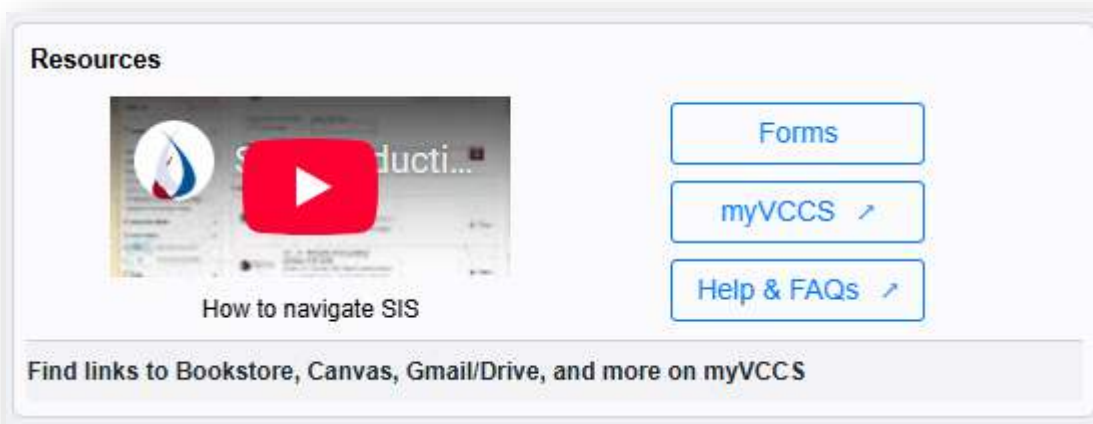 Resources
Forms
myVCCS ↗
Help & FAQs ↗
How to navigate SIS
Find links to Bookstore, Canvas, Gmail/Drive, and more on myVCCS